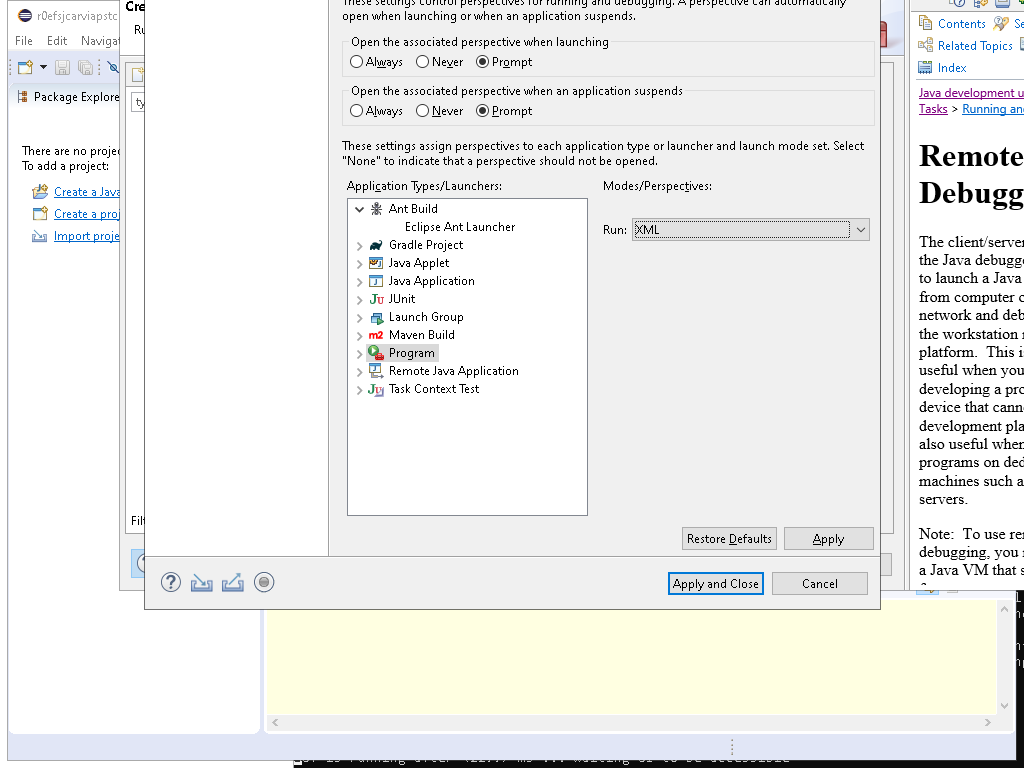 r0efsjcarviapstc
File Edit Naviga
Package Explore
There are no proje
To add a project:
Create a Java
Create a proj
Import proje
Cre
Ru
ty
Filt
open when launching or when an application suspends.
These settings control perspectives for running and debugging. A perspective can automatically
Open the associated perspective when launching
Always Never Prompt
Open the associated perspective when an application suspends
Always Never Prompt
These settings assign perspectives to each application type or launcher and launch mode set. Select
"None" to indicate that a perspective should not be opened.
Application Types/Launchers:
Modes/Perspectives:
Ant Build
Eclipse Ant Launcher
Gradle Project
Java Applet
Java Application
JUnit
Launch Group
Maven Build
Program
Remote Java Application
Task Context Test
Run: XML
Restore Defaults
Apply
Apply and Close
Cancel
Contents
Se
Related Topics
Index
Java development u
Tasks > Running an
Remote
Debugg
The client/server
the Java debugge
to launch a Java
from computer o
network and deb
the workstation r
platform. This is
useful when you
developing a pro
device that canno
development pla
also useful when
programs on ded
machines such a
servers.
Note: To use re
debugging, you
a Java VM that s